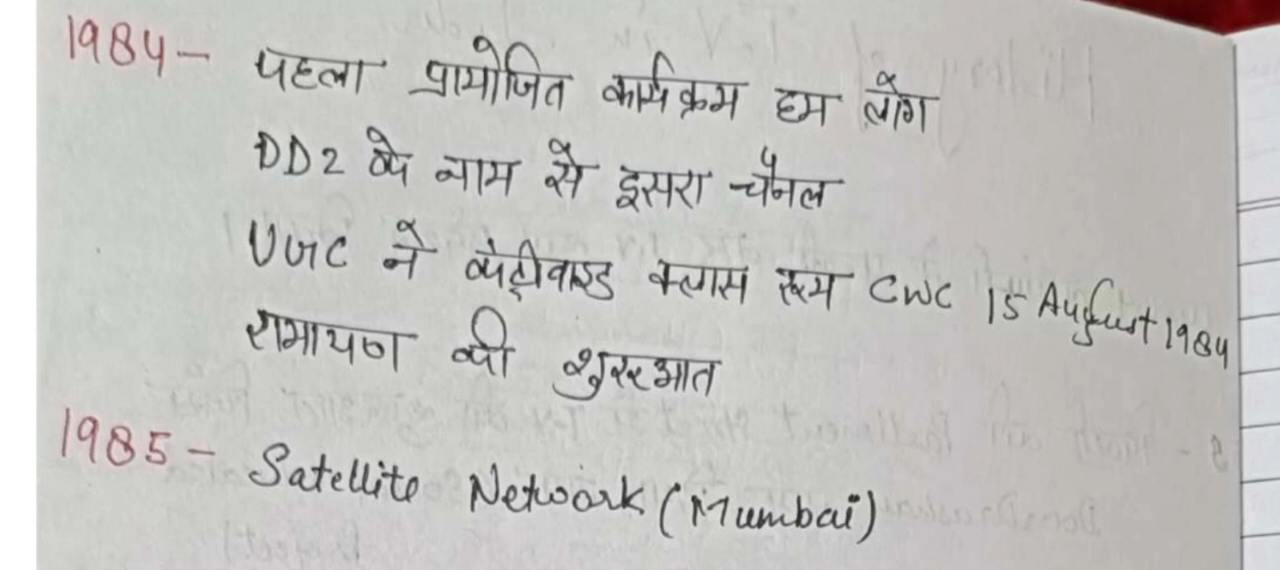 1984- पहला प्रायोजित कार्यक्रम हम लोग
DD2 के नाम से दूसरा चैनल
UGC ने कंट्रीवाइड क्लास रूम CWC 15 August 1984
रामायण की शुरुआत
1985- Satellite Network (Mumbai)